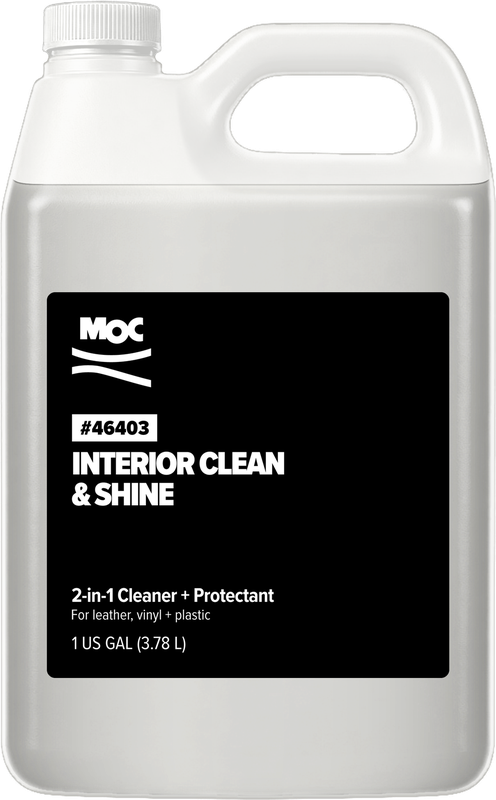 MOC
#46403
INTERIOR CLEAN
& SHINE
2-in-1 Cleaner + Protectant
For leather, vinyl + plastic
1 US GAL (3.78 L)